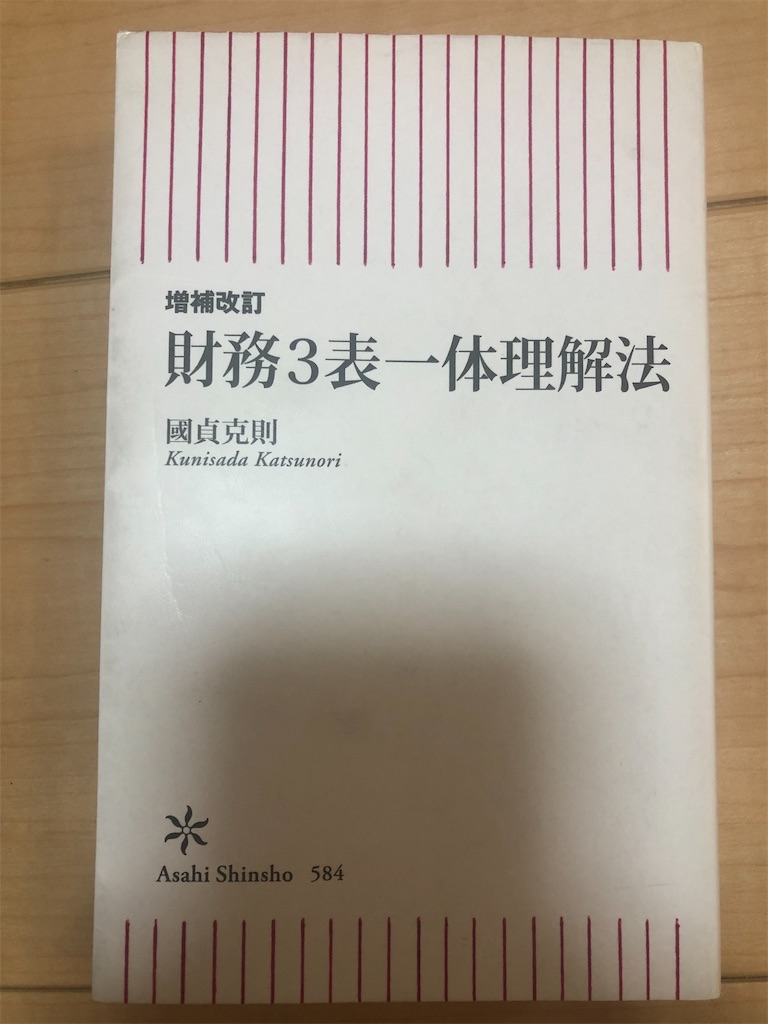 増補改訂
財務3表一体理解法
國貞克則
Kunisada Katsunori
Asahi Shinsho 584